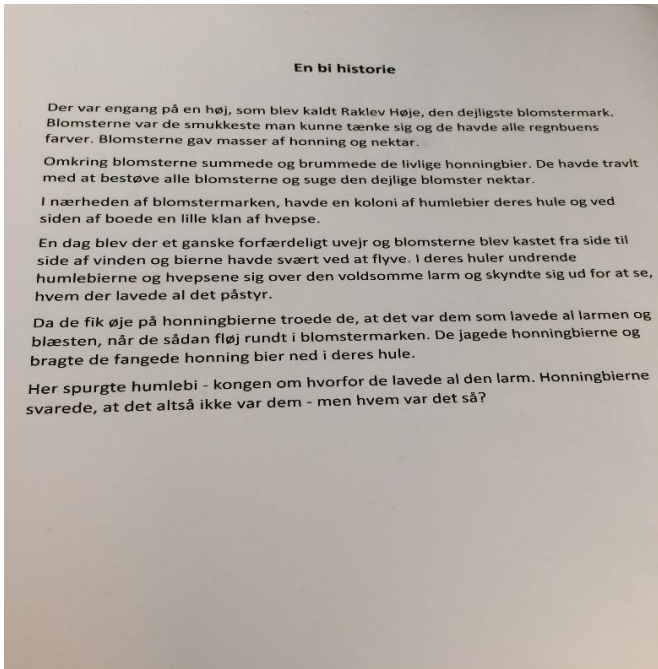 En bi historie
Der var engang på en høj, som blev kaldt Raklev Høje, den dejligste blomstermark.
Blomsterne var de smukkeste man kunne tænke sig og de havde alle regnbuens
farver. Blomsterne gav masser af honning og nektar.
Omkring blomsterne summede og brummede de livlige honningbier. De havde travlt
med at bestøve alle blomsterne og suge den dejlige blomster nektar.
I nærheden af blomstermarken, havde en koloni af humlebier deres hule og ved
siden af boede en lille klan af hvepse.
En dag blev der et ganske forfærdeligt uvejr og blomsterne blev kastet fra side til
side af vinden og bierne havde svært ved at flyve. I deres huler undrende
humlebierne og hvepsene sig over den voldsomme larm og skyndte sig ud for at se,
hvem der lavede al det påstyr.
Da de fik øje på honningbierne troede de, at det var dem som lavede al larmen og
blæsten, når de sådan fløj rundt i blomstermarken. De jagede honningbierne og
bragte de fangede honning bier ned i deres hule.
Her spurgte humlebi - kongen om hvorfor de lavede al den larm. Honningbierne
svarede, at det altså ikke var dem - men hvem var det så?